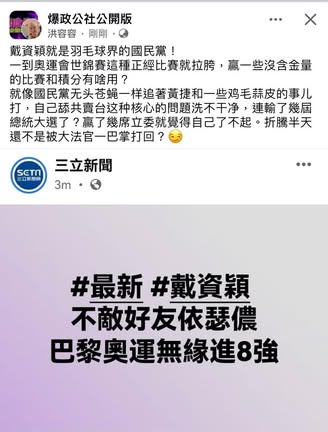 爆政公社公開版
洪容容・剛剛・
戴資穎就是羽毛球界的國民黨！
一到奧運會世錦賽這種正經比賽就拉胯，贏一些沒含金量的比賽和積分有啥用？
就像國民黨无头苍蝇一样追著黃捷和一些鸡毛蒜皮的事儿打，自己舔共賣台这种核心的問題洗不干净，連輸了幾屆總統大選了？贏了幾席立委就覺得自己了不起。折騰半天還不是被大法官一巴掌打回？😏
SETN
三立新聞網
三立新聞
3m・
#最新 #戴資穎
不敵好友依瑟儂
巴黎奧運無緣進8強